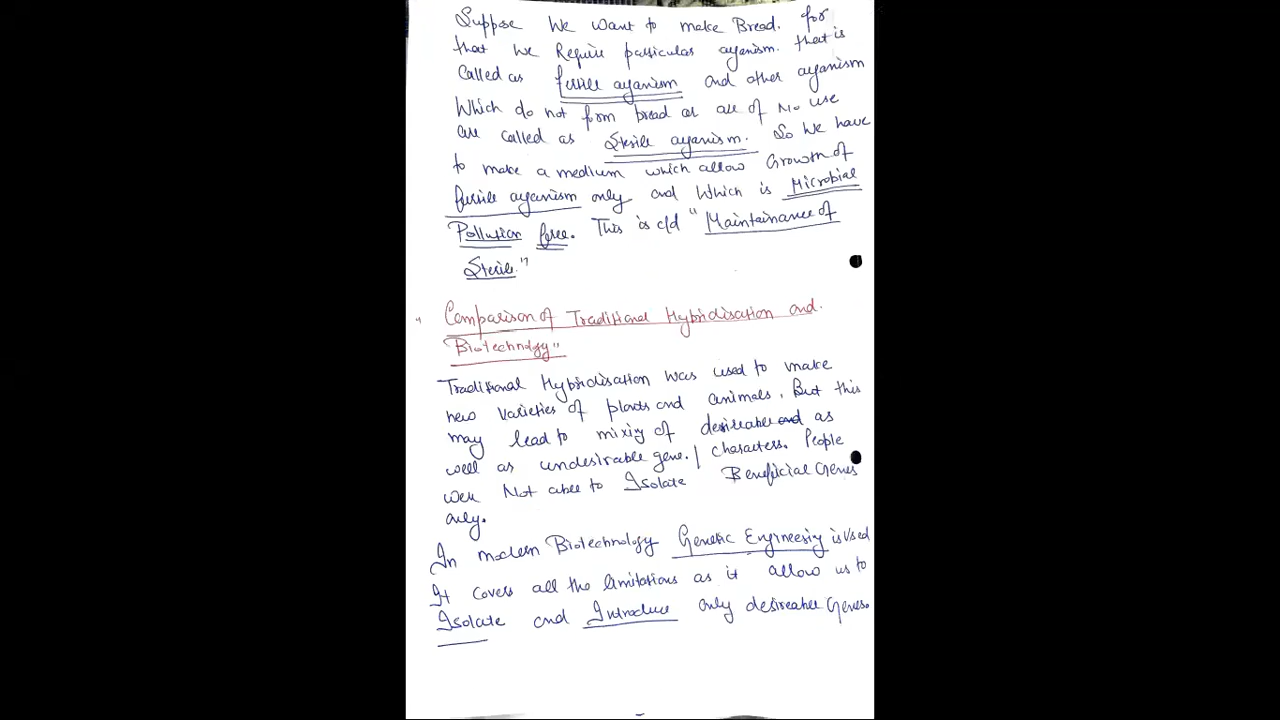 Suppose We Want to make Bread. for
that We Require particular organism. that is
Called as fertile organism and other organism
Which do not form bread or are of No use
are called as Sterile organism. So We have
to make a medium which allow Growth of
fertile organism only and Which is Microbial
Pollution free. This is c/d "Maintainance of
Sterile."
"Comparison of Traditional Hybridisation and
Biotechnology"
Traditional Hybridisation was used to make
new varieties of plants and animals. But this
may lead to mixing of desireable and as
well as undesirable gene. / characters. People
were Not able to Isolate Beneficial Genes
only.
In modern Biotechnology Genetic Engineering is Used
It covers all the limitations as it allow us to
Isolate and Introduce only desireable Genes.